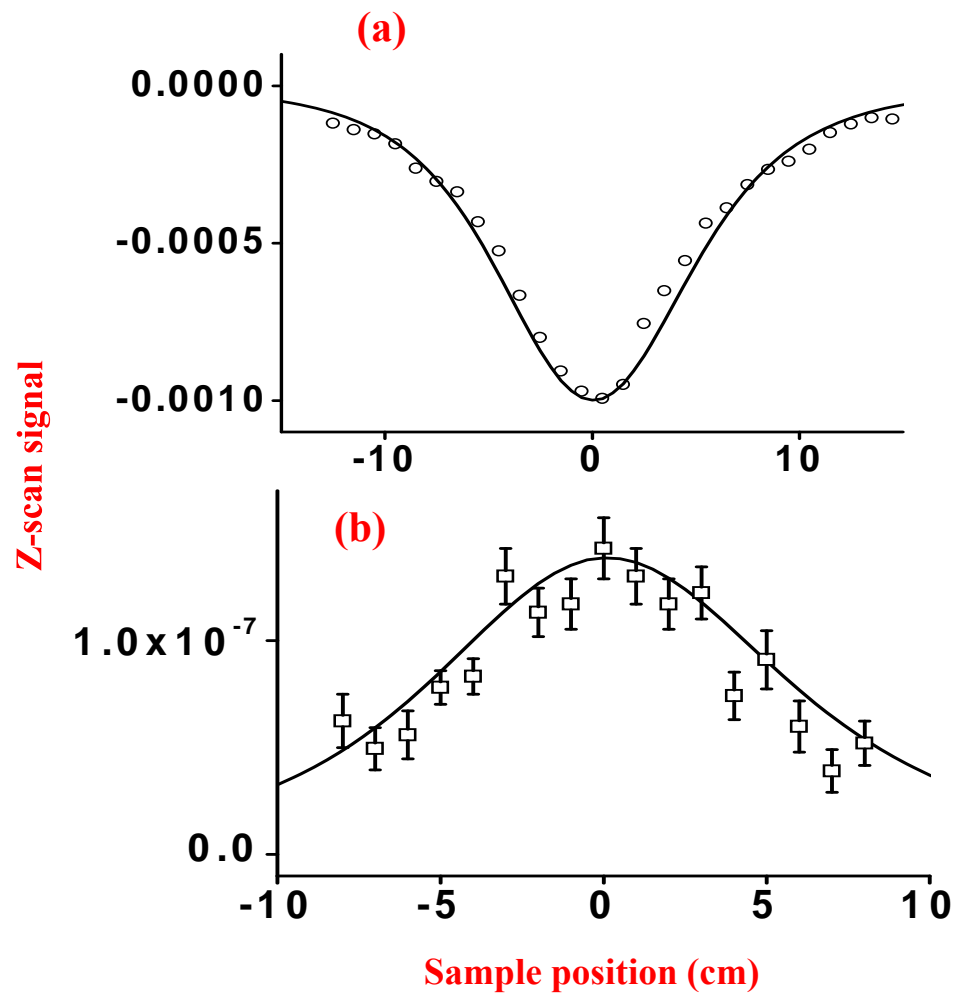 (a)
0.0000
-0.0005
-0.0010
-10 0 10
Z-scan signal
(b)
1.0x10⁻⁷
0.0
-10 -5 0 5 10
Sample position (cm)